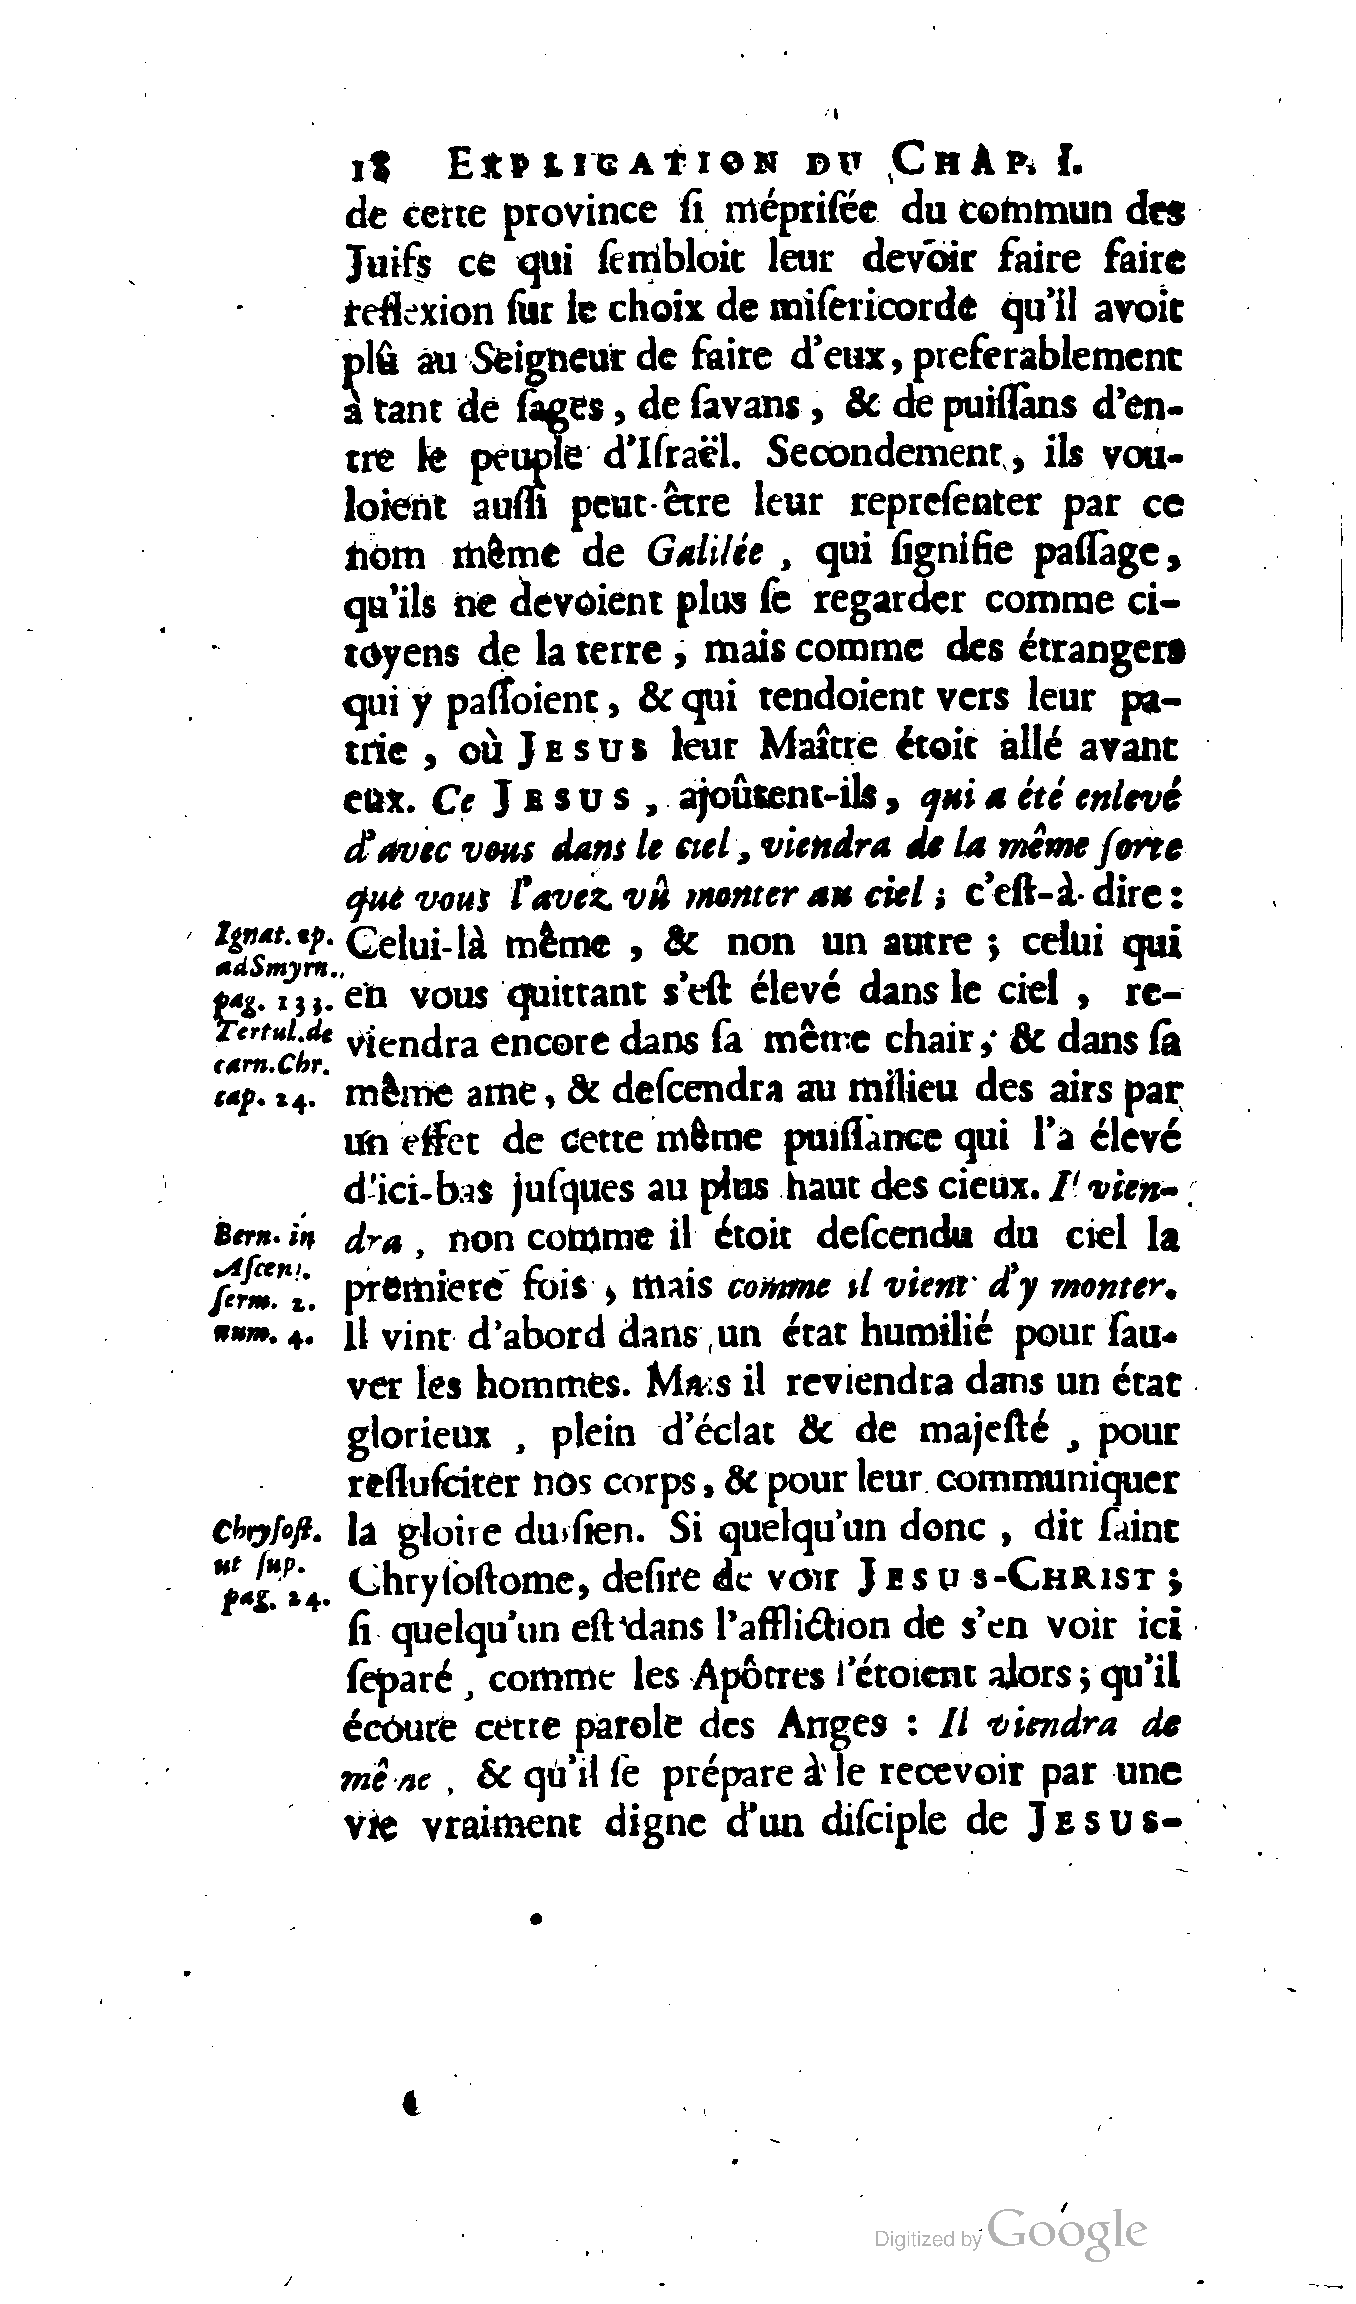 18 EXPLICATION DU CHAP. I.
de cette province ſi mépriſée du commun des
Juifs ce qui ſembloit leur devoir faire faire
reflexion ſur le choix de miſericorde qu'il avoit
plû au Seigneur de faire d'eux, preferablement
à tant de ſages, de ſavans, & de puiſſans d'en-
tre le peuple d'Iſraël. Secondement, ils vou-
loient auſſi peut-être leur repreſenter par ce
nom même de Galilée, qui ſignifie paſſage,
qu'ils ne devoient plus ſe regarder comme ci-
toyens de la terre, mais comme des étrangers
qui y paſſoient, & qui tendoient vers leur pa-
trie, où JESUS leur Maître étoit allé avant
eux. Ce JESUS, ajoûtent-ils, qui a été enlevé
d'avec vous dans le ciel, viendra de la même ſorte
que vous l'avez vû monter au ciel; c'eſt-à-dire:
Ignat. ep.
adSmyrn.
pag. 133.
Tertul.de
carn.Chr.
cap. 24.
Celui-là même, & non un autre; celui qui
en vous quittant s'eſt élevé dans le ciel, re-
viendra encore dans ſa même chair, & dans ſa
même ame, & deſcendra au milieu des airs par
un effet de cette même puiſſance qui l'a élevé
d'ici-bas juſques au plus haut des cieux. Il vien-
Bern. in
Aſcenſ.
ſerm. 2.
num. 4.
dra, non comme il étoit deſcendu du ciel la
premiere fois, mais comme il vient d'y monter.
Il vint d'abord dans un état humilié pour ſau-
ver les hommes. Mais il reviendra dans un état
glorieux, plein d'éclat & de majeſté, pour
reſſuſciter nos corps, & pour leur communiquer
Chryſoſt.
ut ſup.
pag. 24.
la gloire du ſien. Si quelqu'un donc, dit ſaint
Chryſoſtome, deſire de voir JESUS-CHRIST;
ſi quelqu'un eſt dans l'affliction de s'en voir ici
ſeparé, comme les Apôtres l'étoient alors; qu'il
écoute cette parole des Anges: Il viendra de
même, & qu'il ſe prépare à le recevoir par une
vie vraiment digne d'un diſciple de JESUS-
Digitized by Google